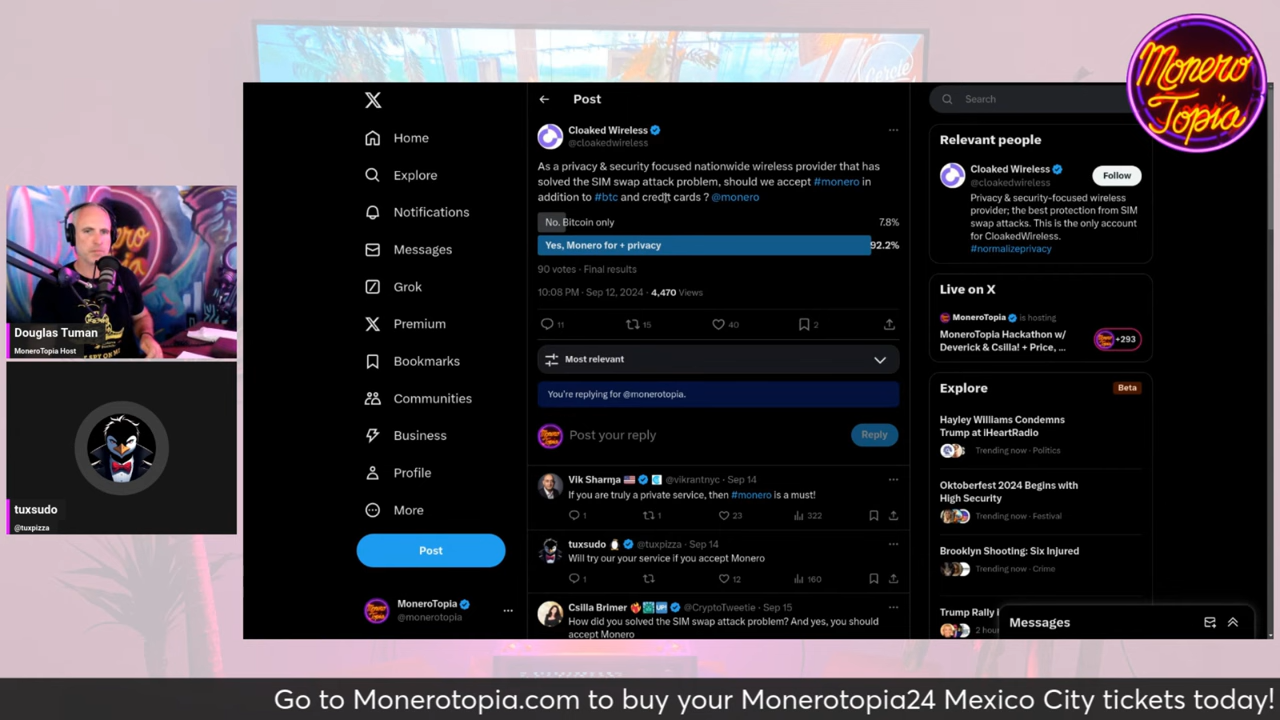 Monero
Topia
Douglas Tuman
MoneroTopia Host
tuxsudo
@tuxpizza
Home
Explore
Notifications
Messages
Grok
Premium
Bookmarks
Communities
Business
Profile
More
Post
MoneroTopia
@monerotopia
Post
Cloaked Wireless
@cloakedwireless
As a privacy & security focused nationwide wireless provider that has
solved the SIM swap attack problem, should we accept #monero in
addition to #btc and credit cards ? @monero
No. Bitcoin only 7.8%
Yes, Monero for + privacy 92.2%
90 votes · Final results
10:08 PM · Sep 12, 2024 · 4,470 Views
11 15 40 2
Most relevant
You're replying for @monerotopia.
Post your reply
Reply
Vik Sharma @vikrantnyc · Sep 14
If you are truly a private service, then #monero is a must!
1 1 23 322
tuxsudo @tuxpizza · Sep 14
Will try our your service if you accept Monero
1 12 160
Csilla Brimer UP! @CryptoTweetie · Sep 15
How did you solved the SIM swap attack problem? And yes, you should
accept Monero
Search
Relevant people
Cloaked Wireless
@cloakedwireless
Follow
Privacy & security-focused wireless
provider; the best protection from SIM
swap attacks. This is the only account
for CloakedWireless.
#normalizeprivacy
Live on X
MoneroTopia is hosting
MoneroTopia Hackathon w/
Deverick & Csilla! + Price, ...
+293
Explore
Beta
Hayley Williams Condemns
Trump at iHeartRadio
Trending now · Politics
Oktoberfest 2024 Begins with
High Security
Trending now · Festival
Brooklyn Shooting: Six Injured
Trending now · Crime
Trump Rally
2 hour
Messages
Go to Monerotopia.com to buy your Monerotopia24 Mexico City tickets today!